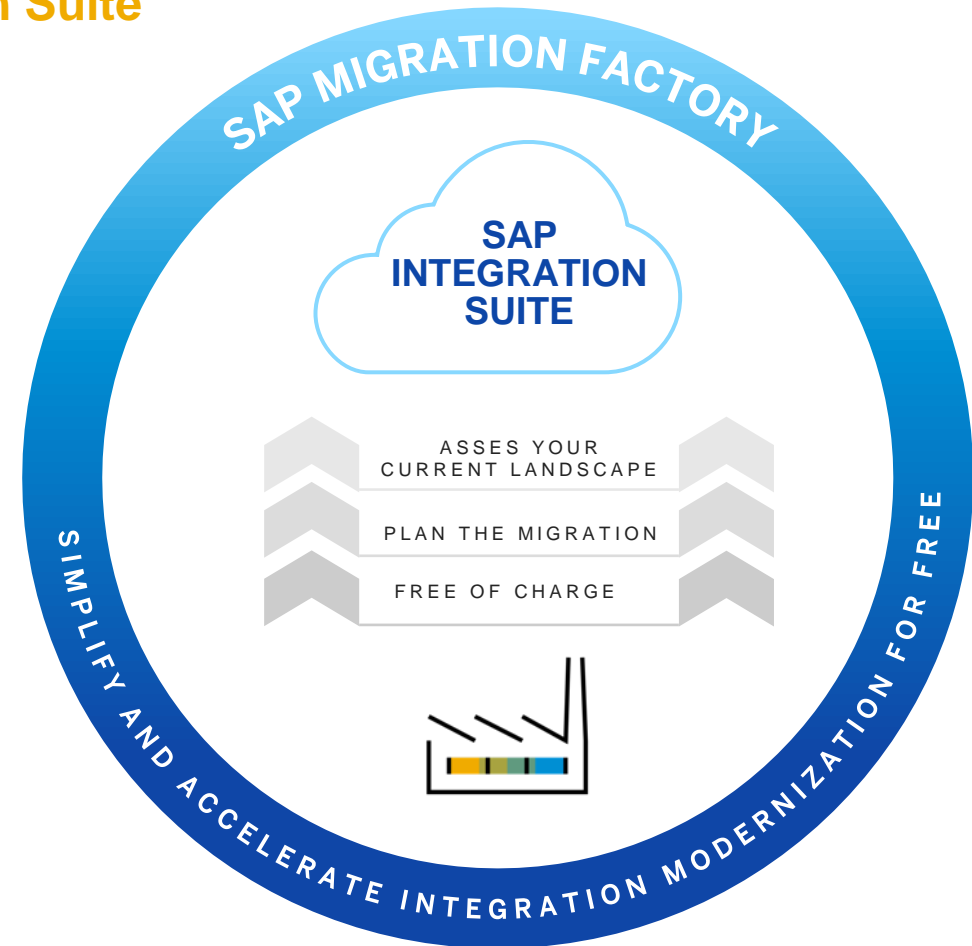 n Suite
SAP MIGRATION FACTORY
SAP
INTEGRATION
SUITE
ASSES YOUR
CURRENT LANDSCAPE
PLAN THE MIGRATION
FREE OF CHARGE
SIMPLIFY AND ACCELERATE INTEGRATION MODERNIZATION FOR FREE